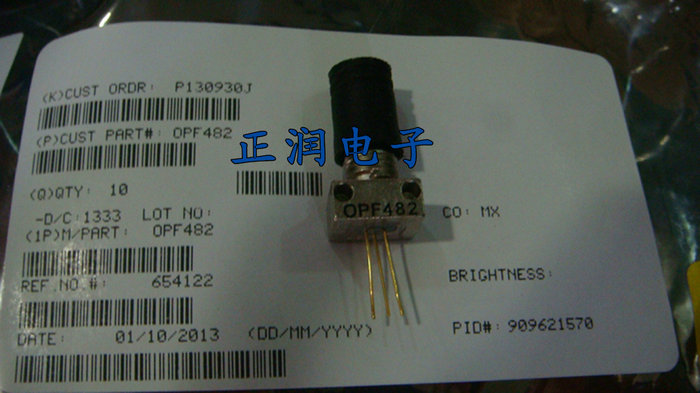 (K)CUST ORDR: P130930J
(P)CUST PART#: OPF482
正润电子
(Q)QTY: 10
-D/C:1333 LOT NO:
(1P)M/PART: OPF482
OPF482
CO: MX
REF.NO.#: 654122
BRIGHTNESS:
DATE: 01/10/2013 (DD/MM/YYYY)
PID#: 909621570